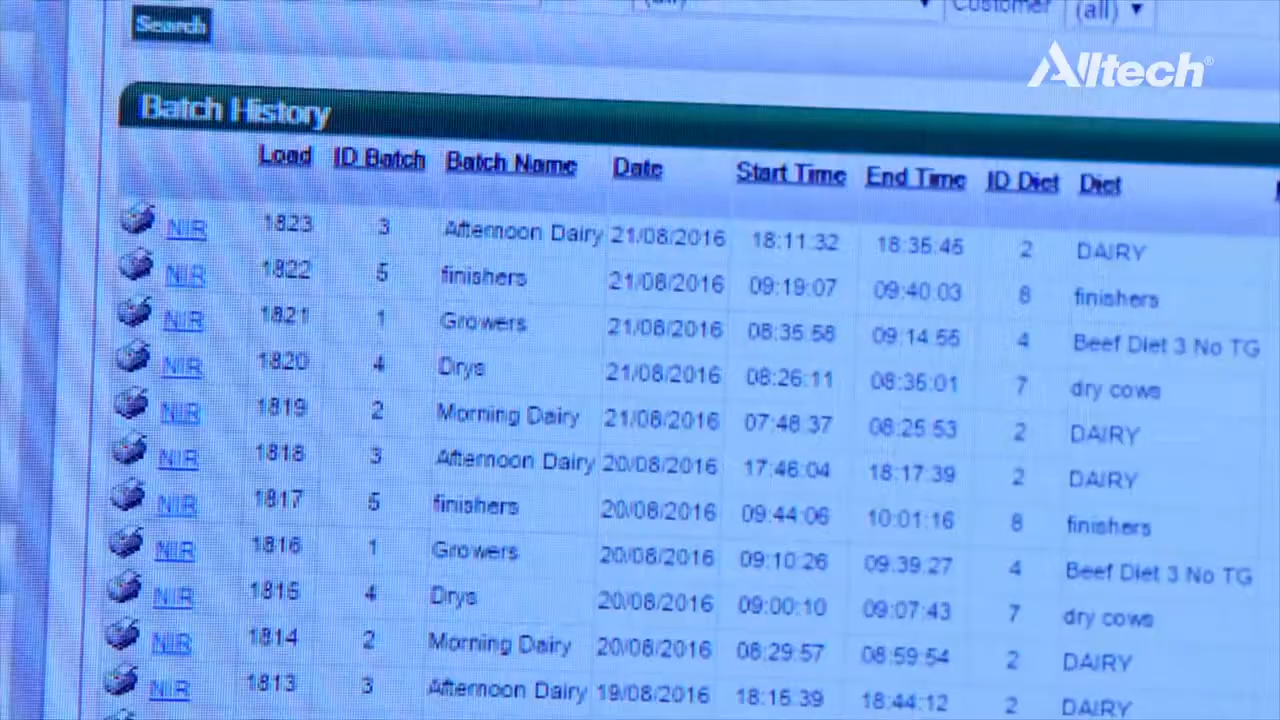 (all)
Customer
(all)
Search
Alltech®
Batch History
Load ID Batch Batch Name Date Start Time End Time ID Diet Diet
NIR 1823 3 Afternoon Dairy 21/08/2016 18:11:32 18:35:45 2 DAIRY
NIR 1822 5 finishers 21/08/2016 09:19:07 09:40:03 8 finishers
NIR 1821 1 Growers 21/08/2016 08:35:58 09:14:55 4 Beef Diet 3 No TG
NIR 1820 4 Drys 21/08/2016 08:26:11 08:35:01 7 dry cows
NIR 1819 2 Morning Dairy 21/08/2016 07:48:37 08:25:53 2 DAIRY
NIR 1818 3 Afternoon Dairy 20/08/2016 17:46:04 18:17:39 2 DAIRY
NIR 1817 5 finishers 20/08/2016 09:44:06 10:01:16 8 finishers
NIR 1816 1 Growers 20/08/2016 09:10:26 09:39:27 4 Beef Diet 3 No TG
NIR 1815 4 Drys 20/08/2016 09:00:10 09:07:43 7 dry cows
NIR 1814 2 Morning Dairy 20/08/2016 08:29:57 08:59:54 2 DAIRY
NIR 1813 3 Afternoon Dairy 19/08/2016 18:15:39 18:44:12 2 DAIRY